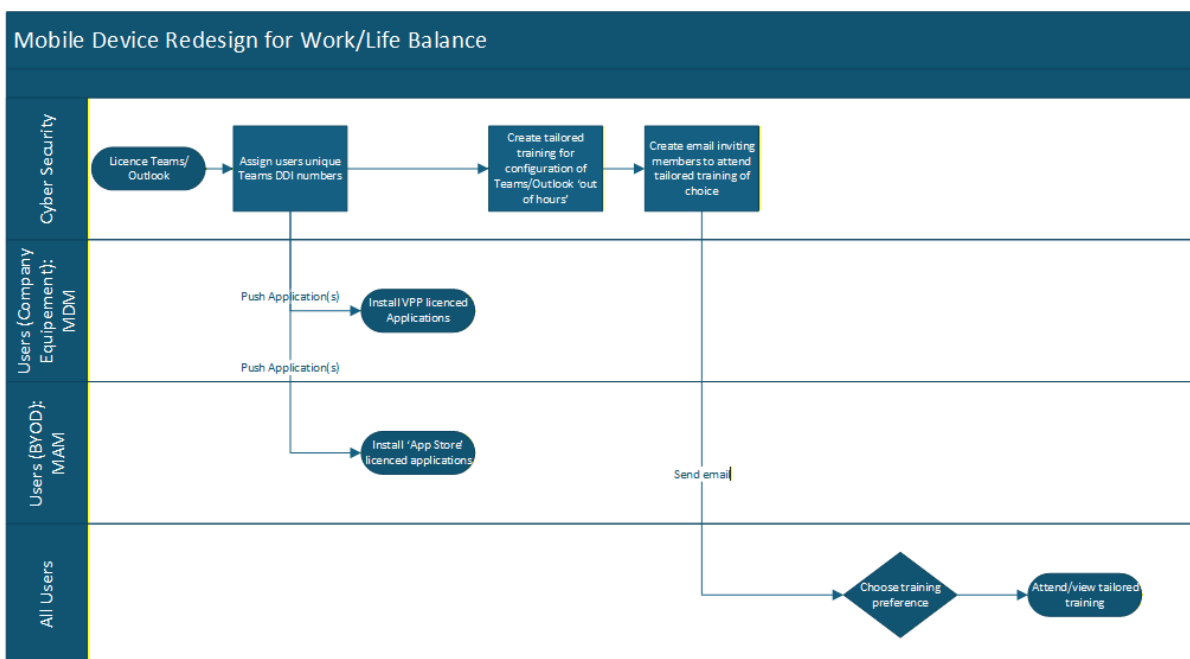 Mobile Device Redesign for Work/Life Balance
Cyber Security
Licence Teams/
Outlook
Assign users unique
Teams DDI numbers
Create tailored
training for
configuration of
Teams/Outlook ‘out
of hours’
Create email inviting
members to attend
tailored training of
choice
Users (Company
Equipement):
MDM
Push Application(s)
Install VPP licenced
Applications
Push Application(s)
Users (BYOD):
MAM
Install ‘App Store’
licenced applications
Send email
All Users
Choose training
preference
Attend/view tailored
training